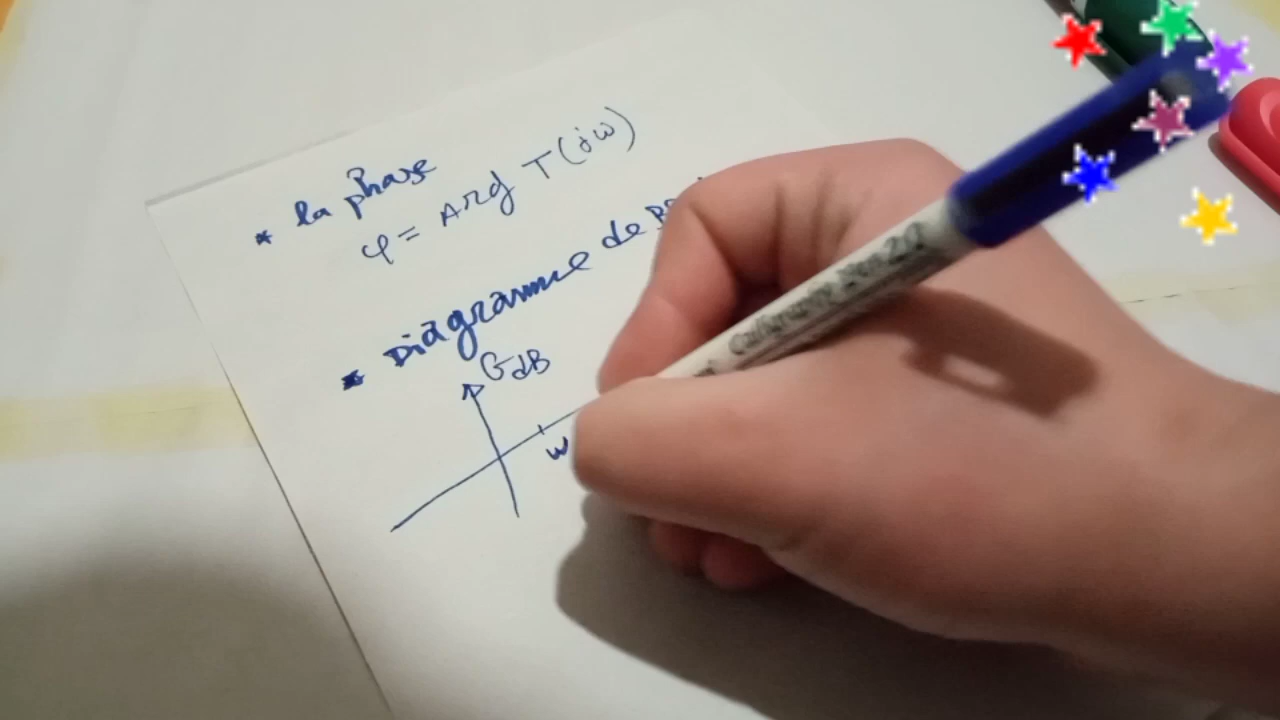 * la phase
φ = Arg T(jω)
* Diagramme de
GdB
w